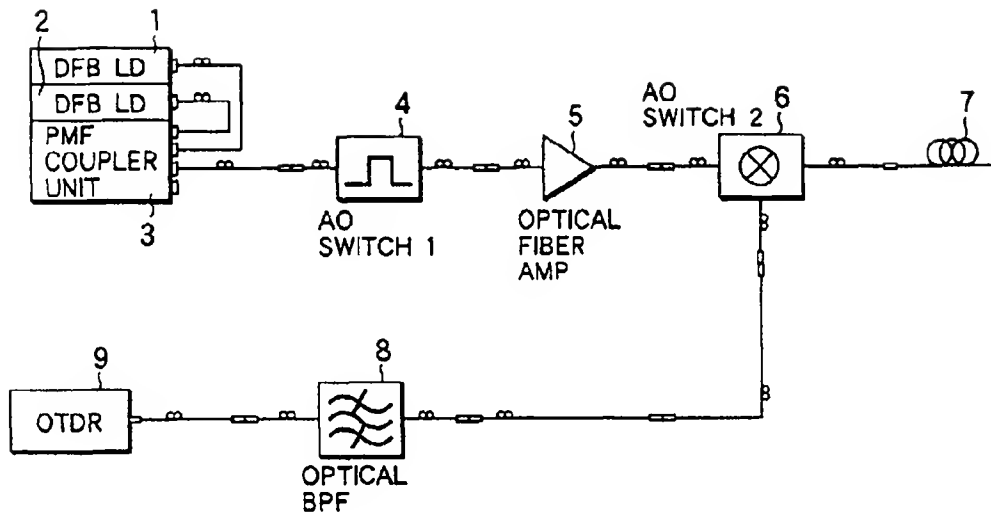 2
1
DFB LD
DFB LD
PMF
COUPLER
UNIT
3
4
AO
SWITCH 1
5
OPTICAL
FIBER
AMP
AO
SWITCH 2
6
7
9
OTDR
8
OPTICAL
BPF